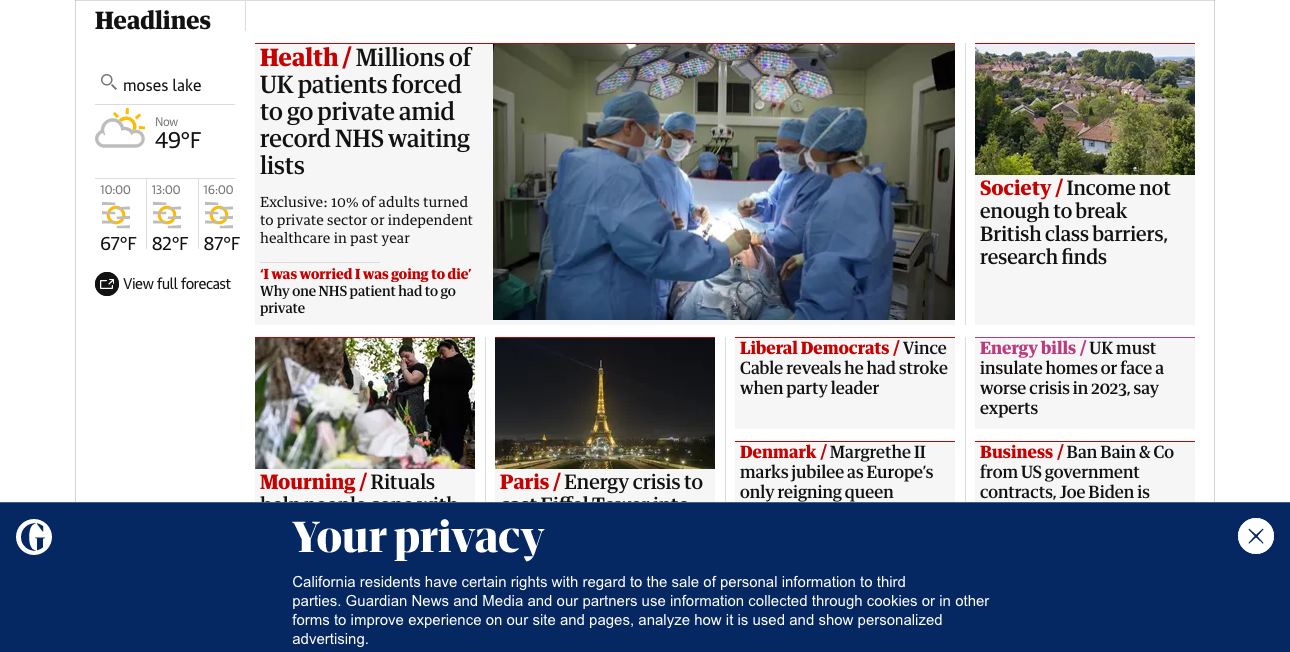 Headlines
moses lake
Now
49°F
10:00
13:00
16:00
67°F
82°F
87°F
View full forecast
Health / Millions of
UK patients forced
to go private amid
record NHS waiting
lists
Exclusive: 10% of adults turned
to private sector or independent
healthcare in past year
‘I was worried I was going to die’
Why one NHS patient had to go
private
Society / Income not
enough to break
British class barriers,
research finds
Mourning / Rituals
help people cope with
Paris / Energy crisis to
cast Eiffel Tower into
Liberal Democrats / Vince
Cable reveals he had stroke
when party leader
Denmark / Margrethe II
marks jubilee as Europe’s
only reigning queen
Energy bills / UK must
insulate homes or face a
worse crisis in 2023, say
experts
Business / Ban Bain & Co
from US government
contracts, Joe Biden is
Your privacy
California residents have certain rights with regard to the sale of personal information to third
parties. Guardian News and Media and our partners use information collected through cookies or in other
forms to improve experience on our site and pages, analyze how it is used and show personalized
advertising.